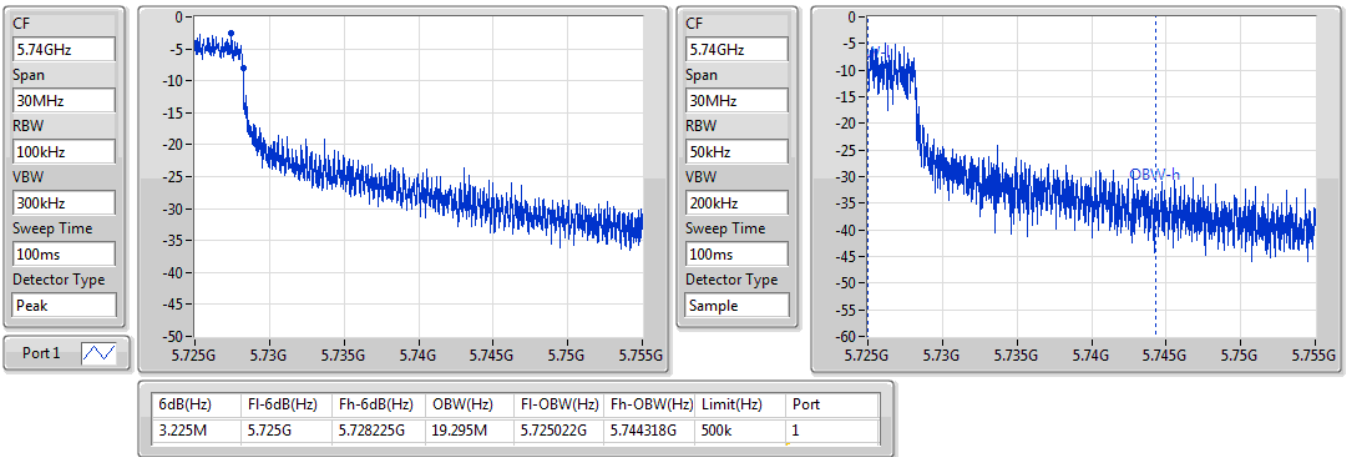 CF
5.74GHz
Span
30MHz
RBW
100kHz
VBW
300kHz
Sweep Time
100ms
Detector Type
Peak
Port 1
0
-5
-10
-15
-20
-25
-30
-35
-40
-45
-50
5.725G 5.73G 5.735G 5.74G 5.745G 5.75G 5.755G
CF
5.74GHz
Span
30MHz
RBW
50kHz
VBW
200kHz
Sweep Time
100ms
Detector Type
Sample
0
-5
-10
-15
-20
-25
-30
-35
-40
-45
-50
-55
-60
OBW-h
5.725G 5.73G 5.735G 5.74G 5.745G 5.75G 5.755G
6dB(Hz) Fl-6dB(Hz) Fh-6dB(Hz) OBW(Hz) Fl-OBW(Hz) Fh-OBW(Hz) Limit(Hz) Port
3.225M 5.725G 5.728225G 19.295M 5.725022G 5.744318G 500k 1